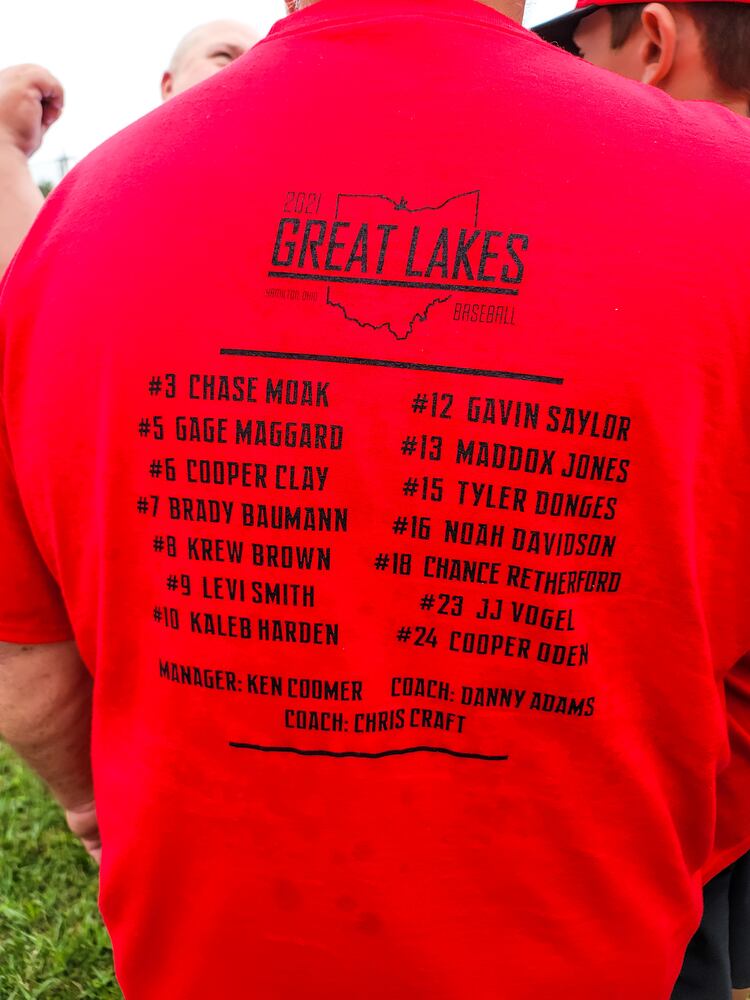 2021
GREAT LAKES
HAMILTON, OHIO
BASEBALL
#3 CHASE MOAK
#5 GAGE MAGGARD
#6 COOPER CLAY
#7 BRADY BAUMANN
#8 KREW BROWN
#9 LEVI SMITH
#10 KALEB HARDEN
#12 GAVIN SAYLOR
#13 MADDOX JONES
#15 TYLER DONGES
#16 NOAH DAVIDSON
#18 CHANCE RETHERFORD
#23 JJ VOGEL
#24 COOPER ODEN
MANAGER: KEN COOMER COACH: DANNY ADAMS
COACH: CHRIS CRAFT